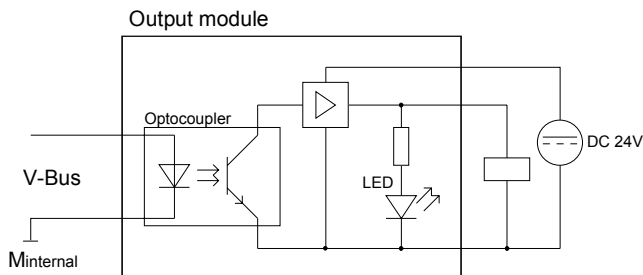 Output module
Optocoupler
DC 24V
V-Bus
LED
Minternal